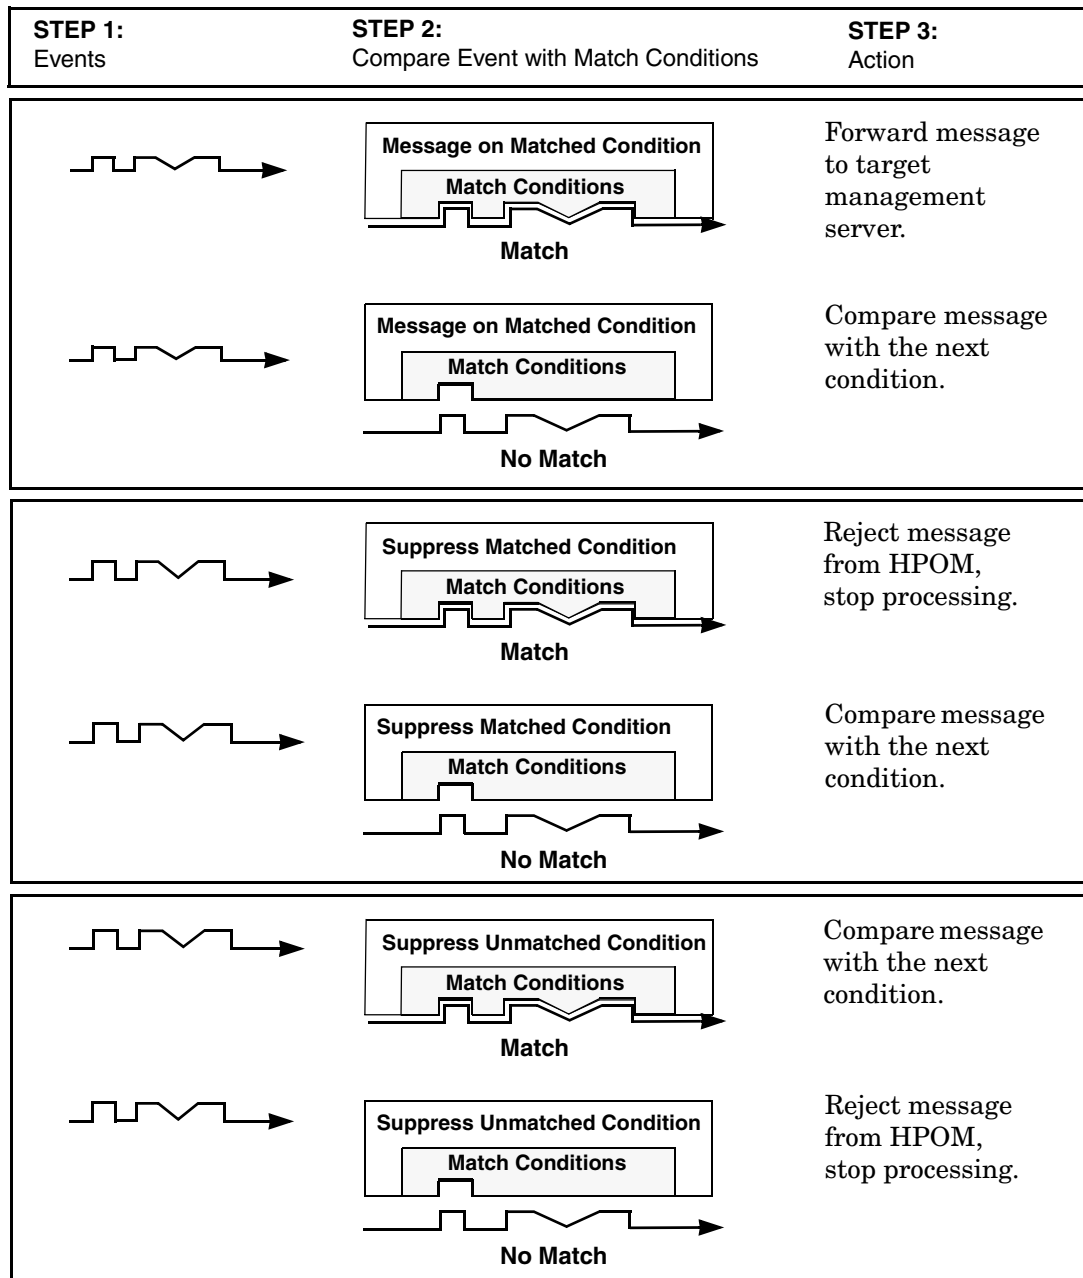 STEP 1:
Events
STEP 2:
Compare Event with Match Conditions
STEP 3:
Action
Message on Matched Condition
Match Conditions
Match
Forward message
to target
management
server.
Message on Matched Condition
Match Conditions
No Match
Compare message
with the next
condition.
Suppress Matched Condition
Match Conditions
Match
Reject message
from HPOM,
stop processing.
Suppress Matched Condition
Match Conditions
No Match
Compare message
with the next
condition.
Suppress Unmatched Condition
Match Conditions
Match
Compare message
with the next
condition.
Suppress Unmatched Condition
Match Conditions
No Match
Reject message
from HPOM,
stop processing.